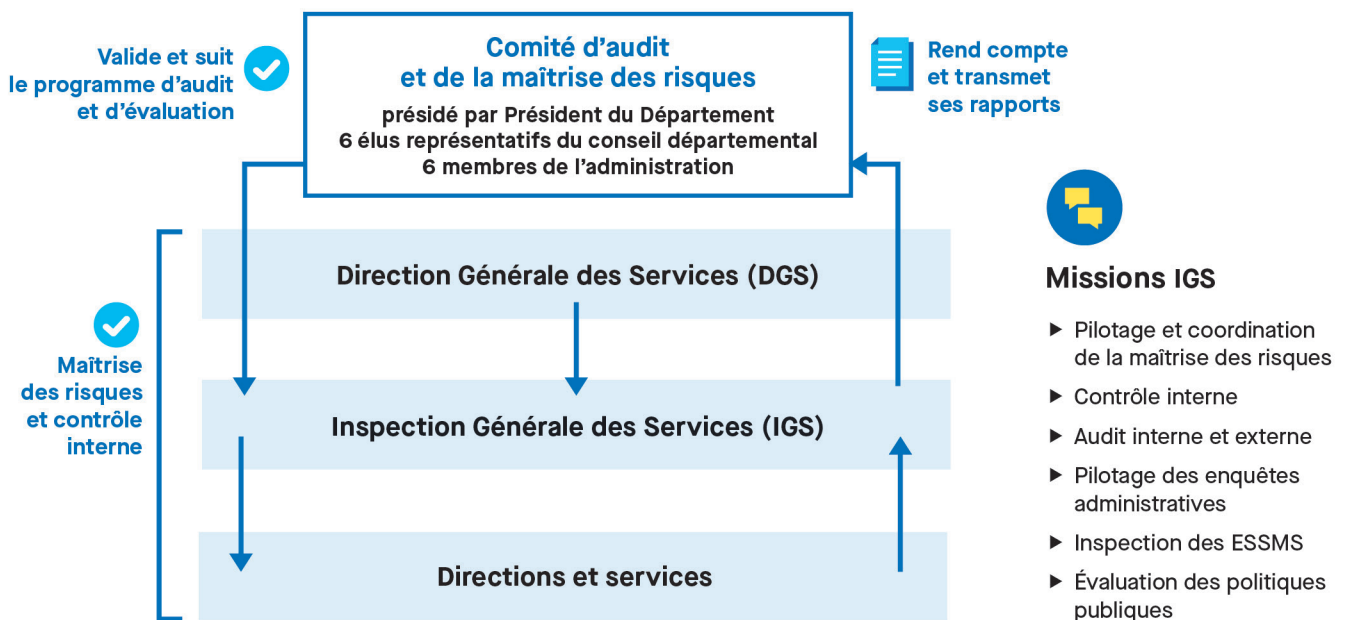 Valide et suit
le programme d'audit
et d'évaluation
Comité d'audit
et de la maîtrise des risques
présidé par Président du Département
6 élus représentatifs du conseil départemental
6 membres de l'administration
Rend compte
et transmet
ses rapports
Direction Générale des Services (DGS)
Maîtrise
des risques
et contrôle
interne
Inspection Générale des Services (IGS)
Directions et services
Missions IGS
▶ Pilotage et coordination
de la maîtrise des risques
▶ Contrôle interne
▶ Audit interne et externe
▶ Pilotage des enquêtes
administratives
▶ Inspection des ESSMS
▶ Évaluation des politiques
publiques